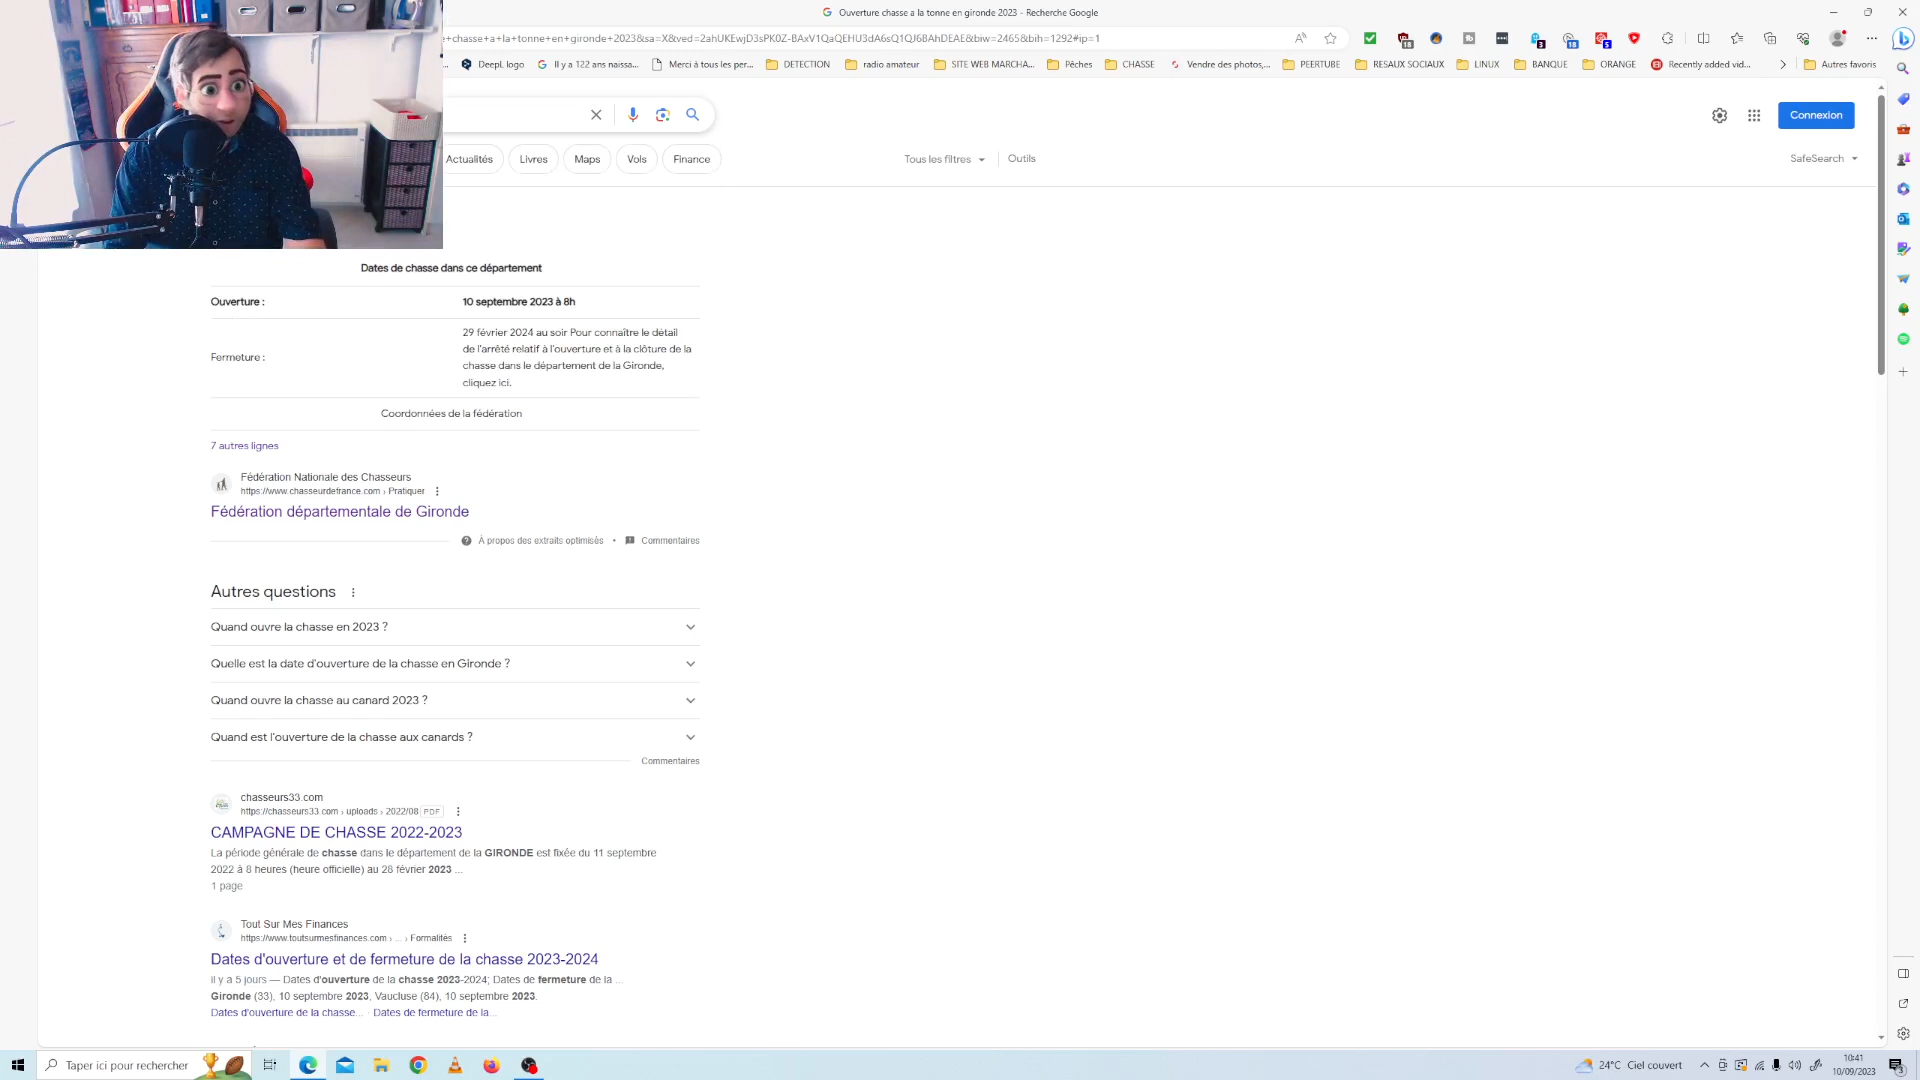 Ouverture chasse a la tonne en gironde 2023 - Recherche Google
+chasse+a+la+tonne+en+gironde+2023&sa=X&ved=2ahUKEwjD3sPK0Z-BAxV1QaQEHU3dA6sQ1QJ6BAhDEAE&biw=2465&bih=1292#ip=1
DeepL logo
Il y a 122 ans naissa...
Merci à tous les per...
DETECTION
radio amateur
SITE WEB MARCHA...
Pêches
CHASSE
Vendre des photos,...
PEERTUBE
RESAUX SOCIAUX
LINUX
BANQUE
ORANGE
Recently added vid...
Autres favoris
Connexion
Actualités
Livres
Maps
Vols
Finance
Tous les filtres
Outils
SafeSearch
Dates de chasse dans ce département
Ouverture :
10 septembre 2023 à 8h
Fermeture :
29 février 2024 au soir Pour connaître le détail
de l'arrêté relatif à l'ouverture et à la clôture de la
chasse dans le département de la Gironde,
cliquez ici.
Coordonnées de la fédération
7 autres lignes
Fédération Nationale des Chasseurs
https://www.chasseurdefrance.com › Pratiquer
Fédération départementale de Gironde
À propos des extraits optimisés • Commentaires
Autres questions
Quand ouvre la chasse en 2023 ?
Quelle est la date d'ouverture de la chasse en Gironde ?
Quand ouvre la chasse au canard 2023 ?
Quand est l'ouverture de la chasse aux canards ?
Commentaires
chasseurs33.com
https://chasseurs33.com › uploads › 2022/08 PDF
CAMPAGNE DE CHASSE 2022-2023
La période générale de chasse dans le département de la GIRONDE est fixée du 11 septembre
2022 à 8 heures (heure officielle) au 28 février 2023 ...
1 page
Tout Sur Mes Finances
https://www.toutsurmesfinances.com › ... › Formalités
Dates d'ouverture et de fermeture de la chasse 2023-2024
il y a 5 jours — Dates d'ouverture de la chasse 2023-2024; Dates de fermeture de la ...
Gironde (33), 10 septembre 2023, Vaucluse (84), 10 septembre 2023.
Dates d'ouverture de la chasse... · Dates de fermeture de la...
Taper ici pour rechercher
24°C Ciel couvert
10:41
10/09/2023